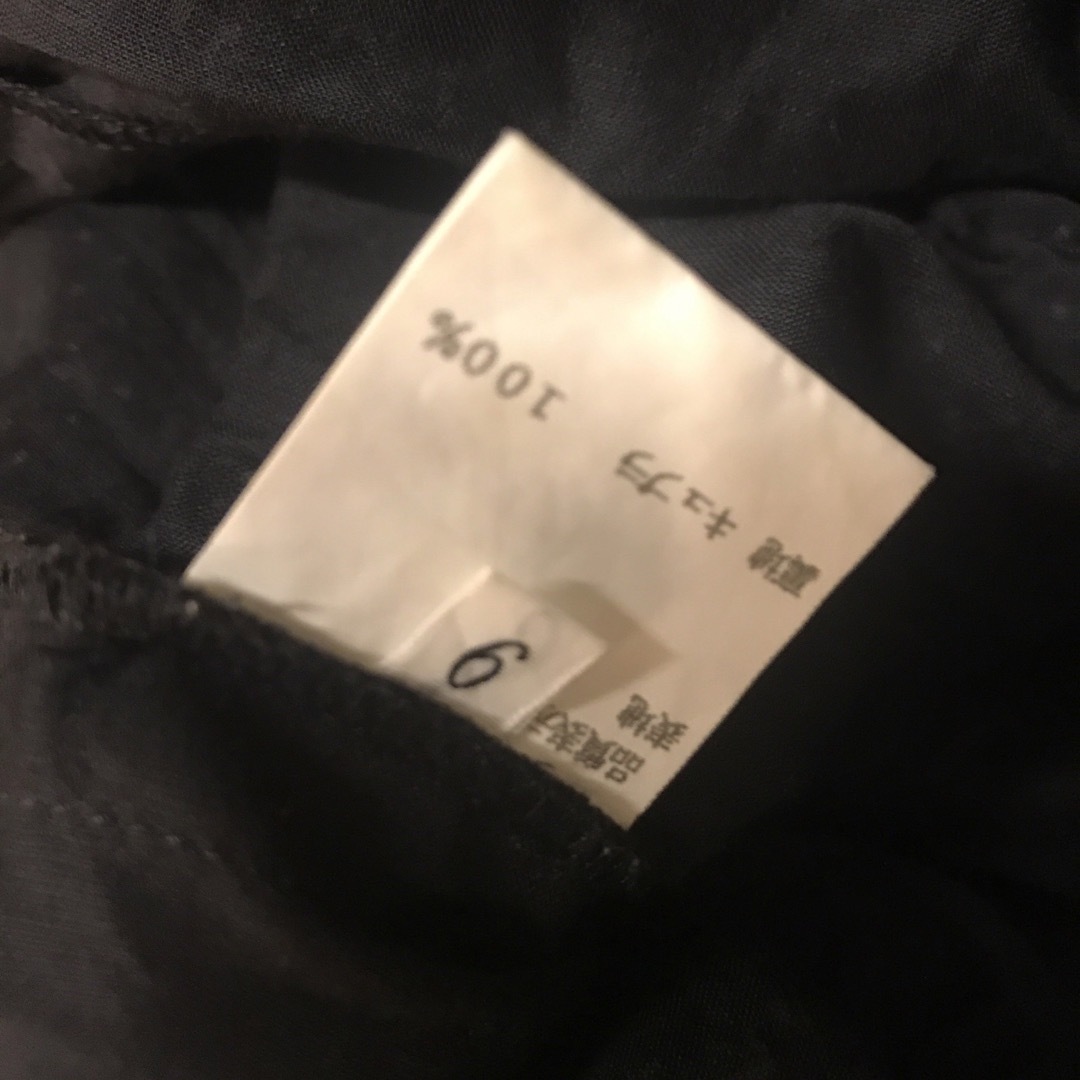 品質表示
9
表地
裏地 キュプラ 100%